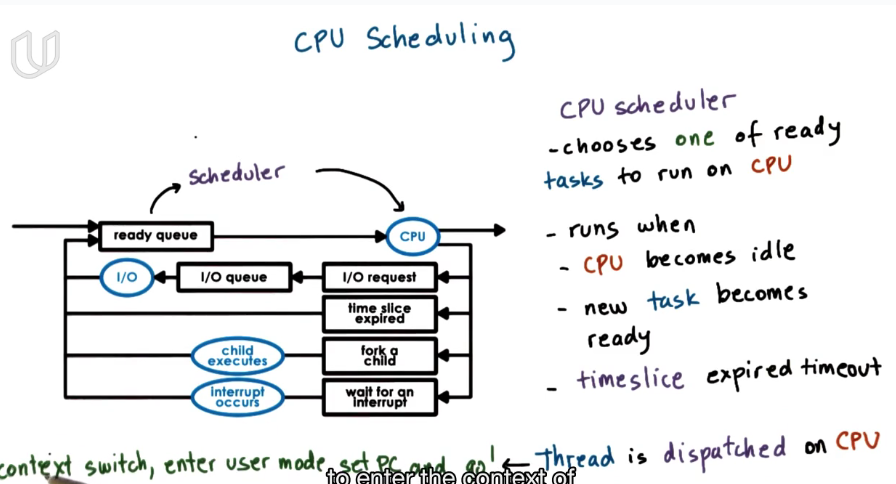 CPU Scheduling
CPU scheduler
-chooses one of ready
tasks to run on CPU
- runs when
- CPU becomes idle
- new task becomes
ready
- timeslice expired timeout
scheduler
ready queue
CPU
I/O
I/O queue
I/O request
time slice
expired
child
executes
fork a
child
interrupt
occurs
wait for an
interrupt
context switch, enter user mode, set PC and go! ← Thread is dispatched on CPU
to enter the context of